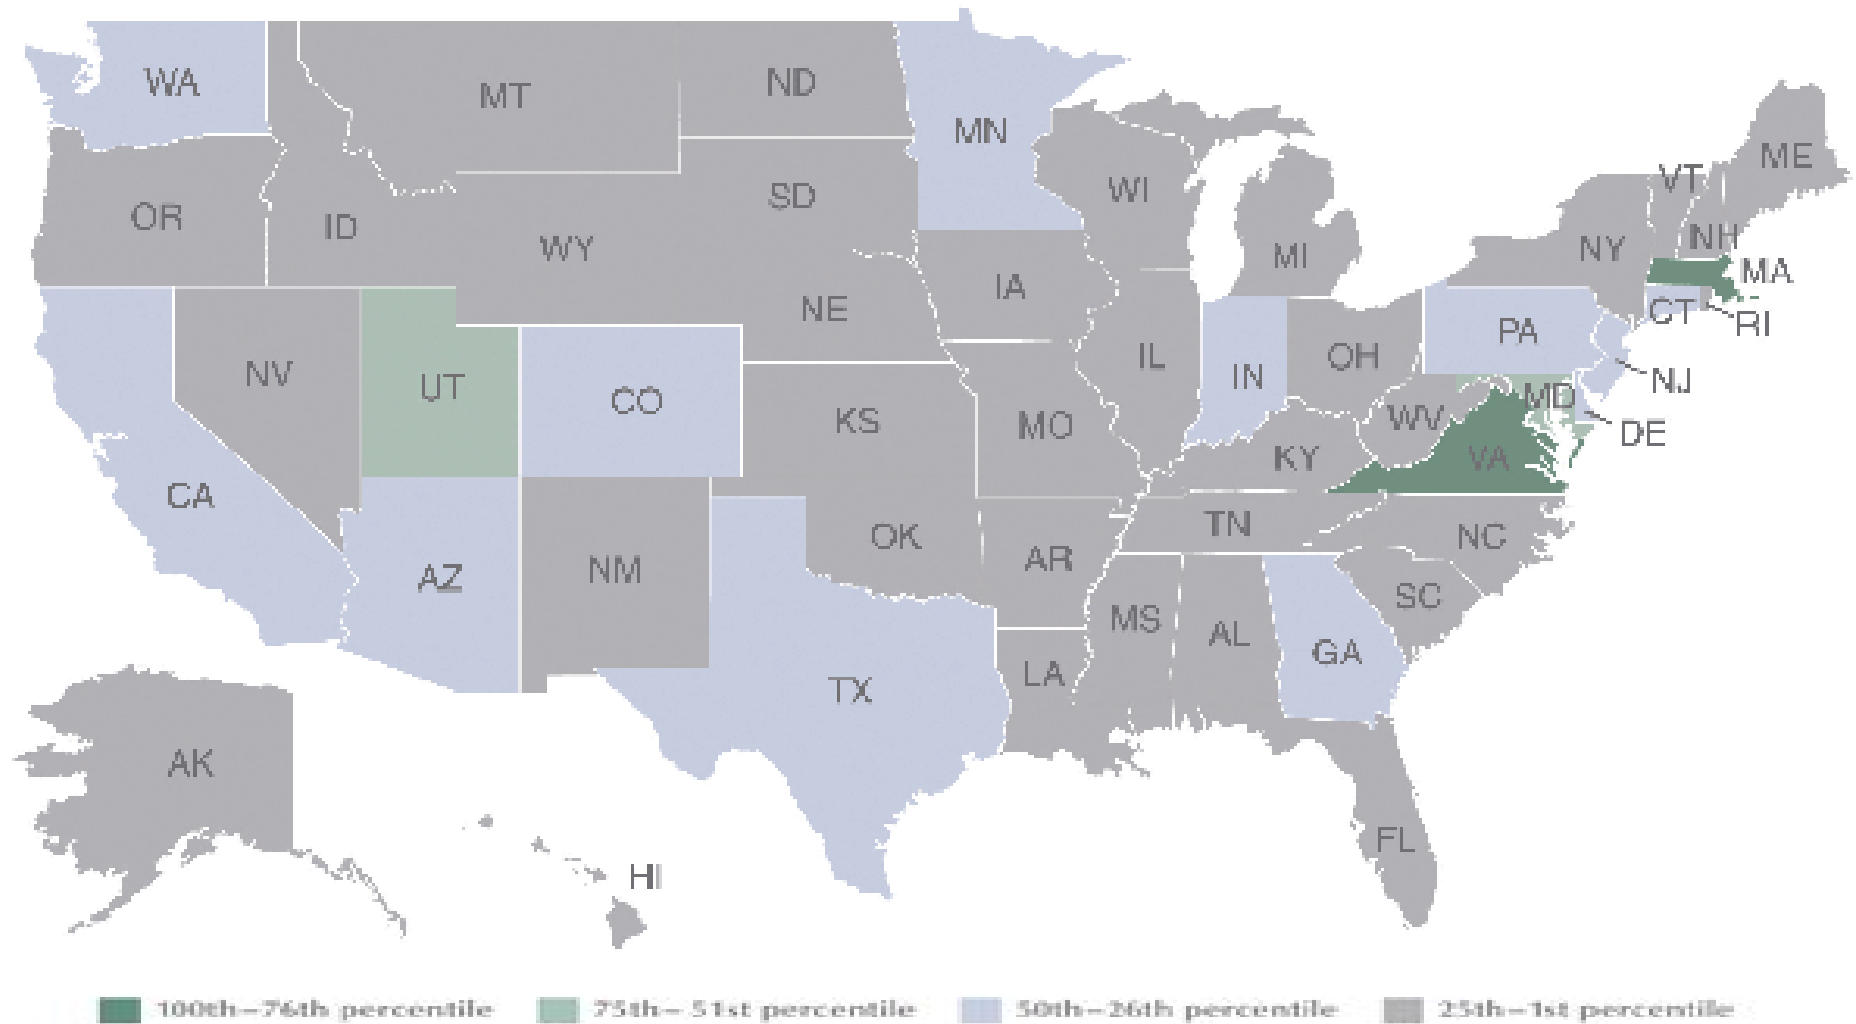 WA
MT
ND
MN
OR
ID
WY
SD
WI
MI
NY
VT
NH
ME
MA
CT
RI
IA
NE
NV
UT
CO
IL
IN
OH
PA
NJ
MD
DE
CA
KS
MO
KY
WV
VA
AZ
NM
OK
AR
TN
NC
SC
TX
LA
MS
AL
GA
FL
AK
HI
100th–76th percentile 75th– 51st percentile 50th–26th percentile 25th–1st percentile